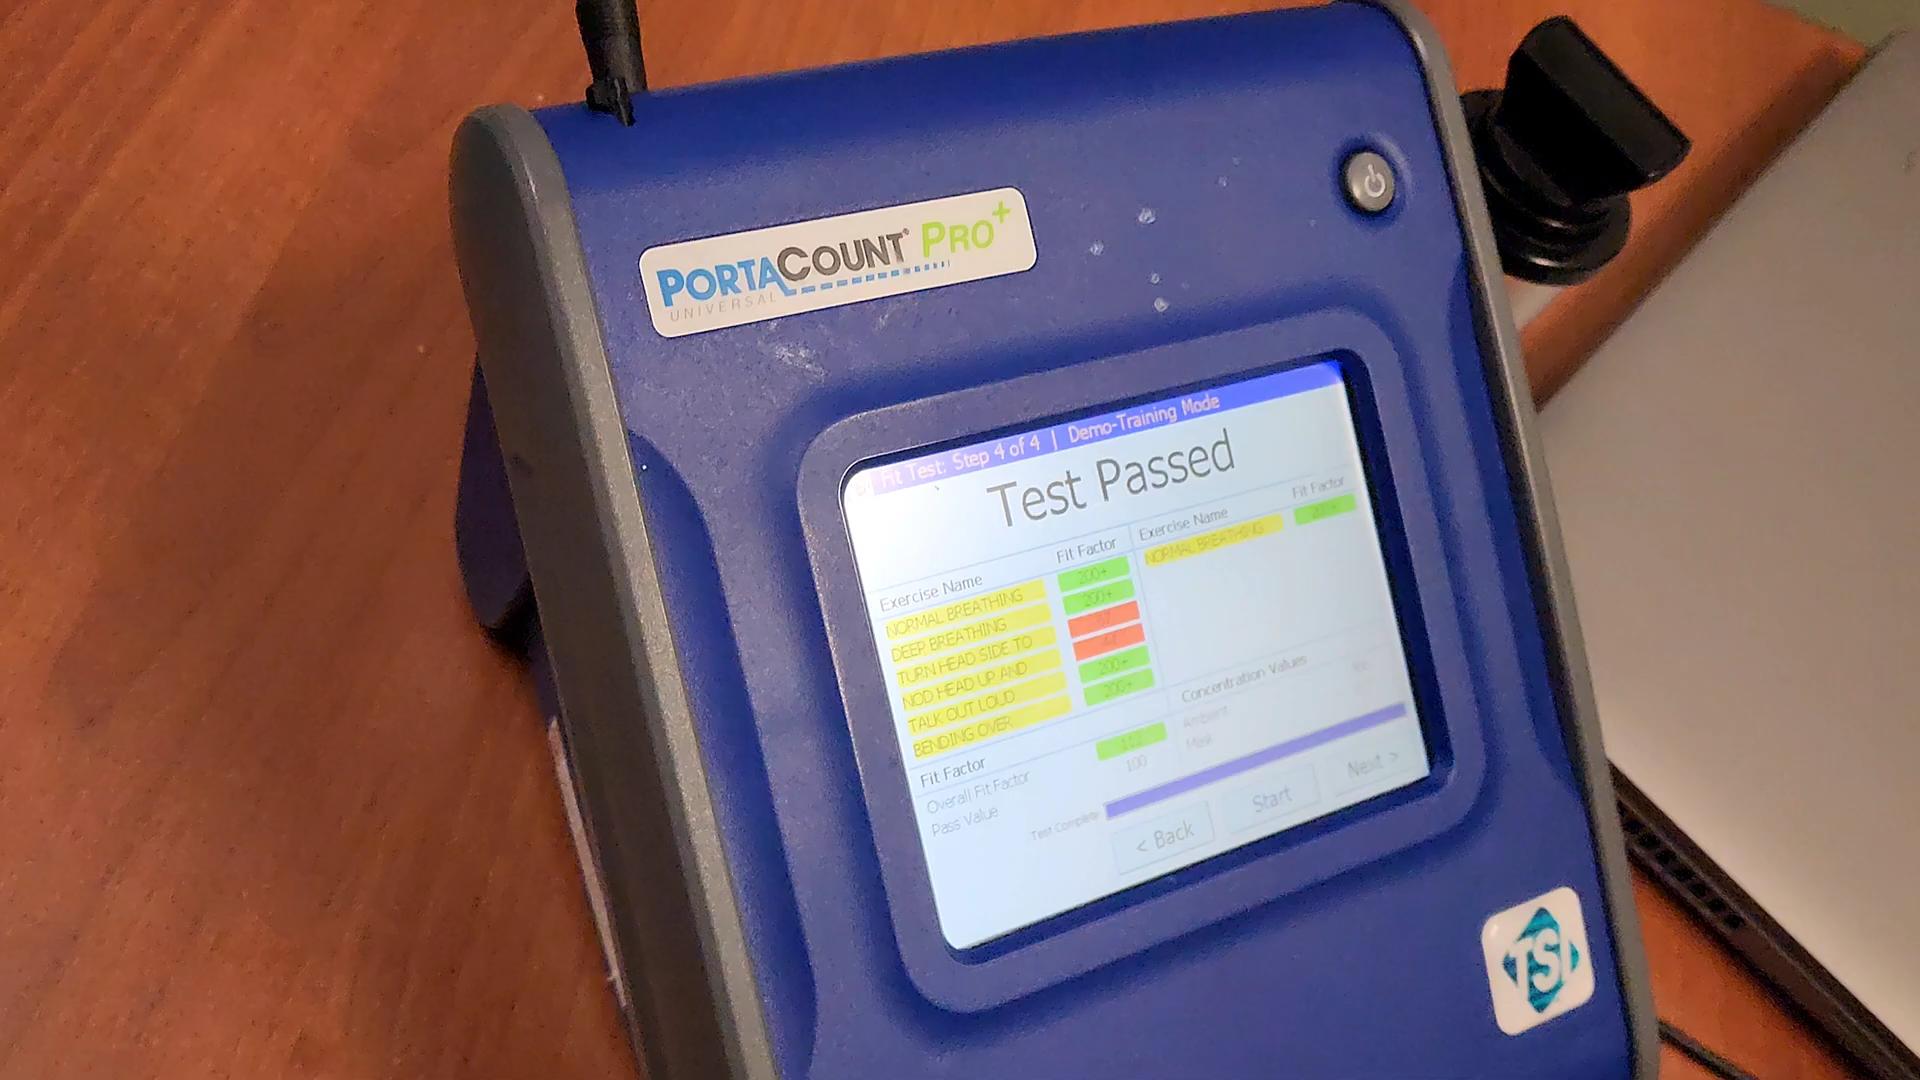 PORTACOUNT® PRO+
UNIVERSAL
Fit Test: Step 4 of 4 | Demo-Training Mode
Test Passed
Exercise Name Fit Factor
NORMAL BREATHING 200+
DEEP BREATHING 200+
TURN HEAD SIDE TO
NOD HEAD UP AND
TALK OUT LOUD 200+
BENDING OVER 200+
Exercise Name Fit Factor
NORMAL BREATHING
Fit Factor
Overall Fit Factor
Pass Value 100
Concentration Values
Ambient
Mask
Test Complete
< Back Start Next >
TSI